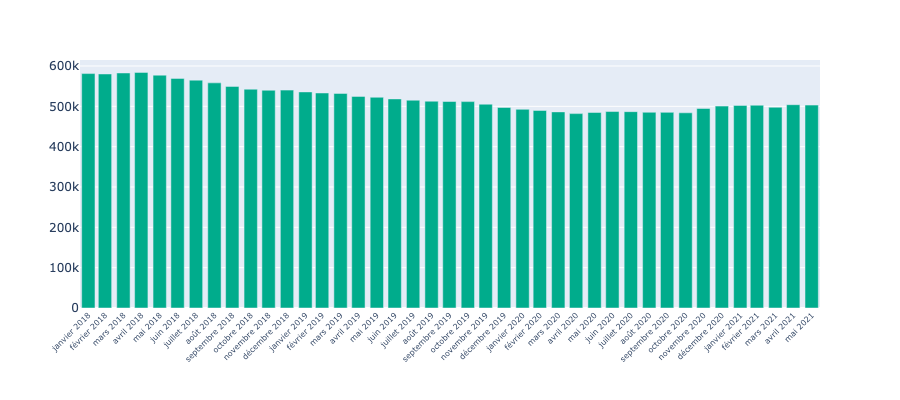 600k
500k
400k
300k
200k
100k
0
janvier 2018
février 2018
mars 2018
avril 2018
mai 2018
juin 2018
juillet 2018
août 2018
septembre 2018
octobre 2018
novembre 2018
décembre 2018
janvier 2019
février 2019
mars 2019
avril 2019
mai 2019
juin 2019
juillet 2019
août 2019
septembre 2019
octobre 2019
novembre 2019
décembre 2019
janvier 2020
février 2020
mars 2020
avril 2020
mai 2020
juin 2020
juillet 2020
août 2020
septembre 2020
octobre 2020
novembre 2020
décembre 2020
janvier 2021
février 2021
mars 2021
avril 2021
mai 2021